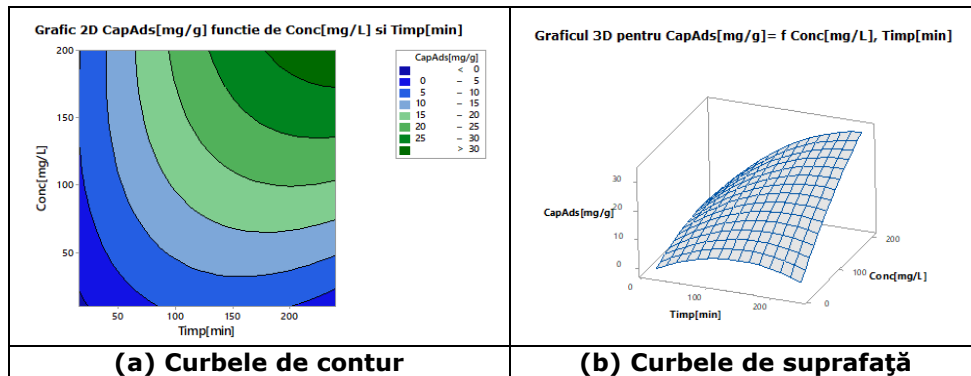 Grafic 2D CapAds[mg/g] functie de Conc[mg/L] si Timp[min]
200
150
100
50
Conc[mg/L]
50 100 150 200
Timp[min]
CapAds[mg/g]
< 0
0 – 5
5 – 10
10 – 15
15 – 20
20 – 25
25 – 30
> 30
(a) Curbele de contur
Graficul 3D pentru CapAds[mg/g]= f Conc[mg/L], Timp[min]
30
20
10
0
CapAds[mg/g]
0
100
200
Timp[min]
0
100
200
Conc[mg/L]
(b) Curbele de suprafaţă